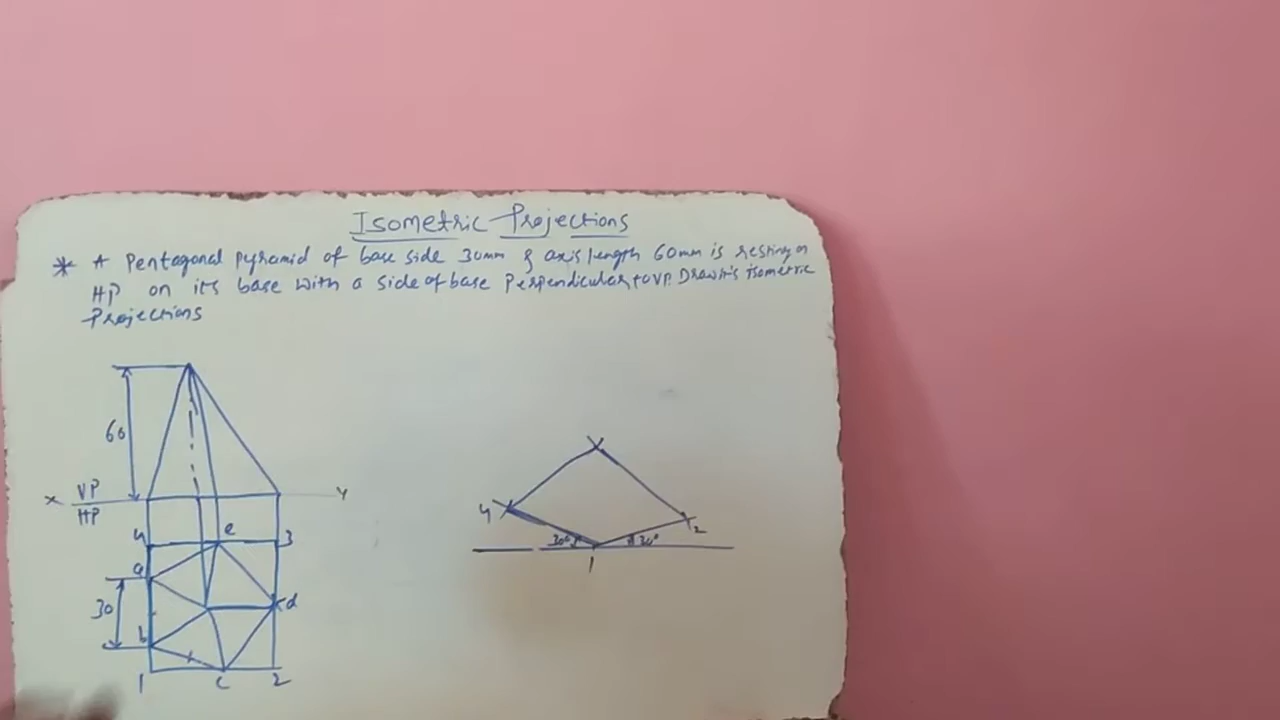 Isometric Projections
* A Pentagonal pyramid of base side 30mm & axis length 60mm is resting on
HP on its base with a side of base Perpendicular to VP. Draw its isometric
Projections
60
X VP Y
HP
4 e 3
a
30 d
b
1 c 2
4 2
30° 30°
1